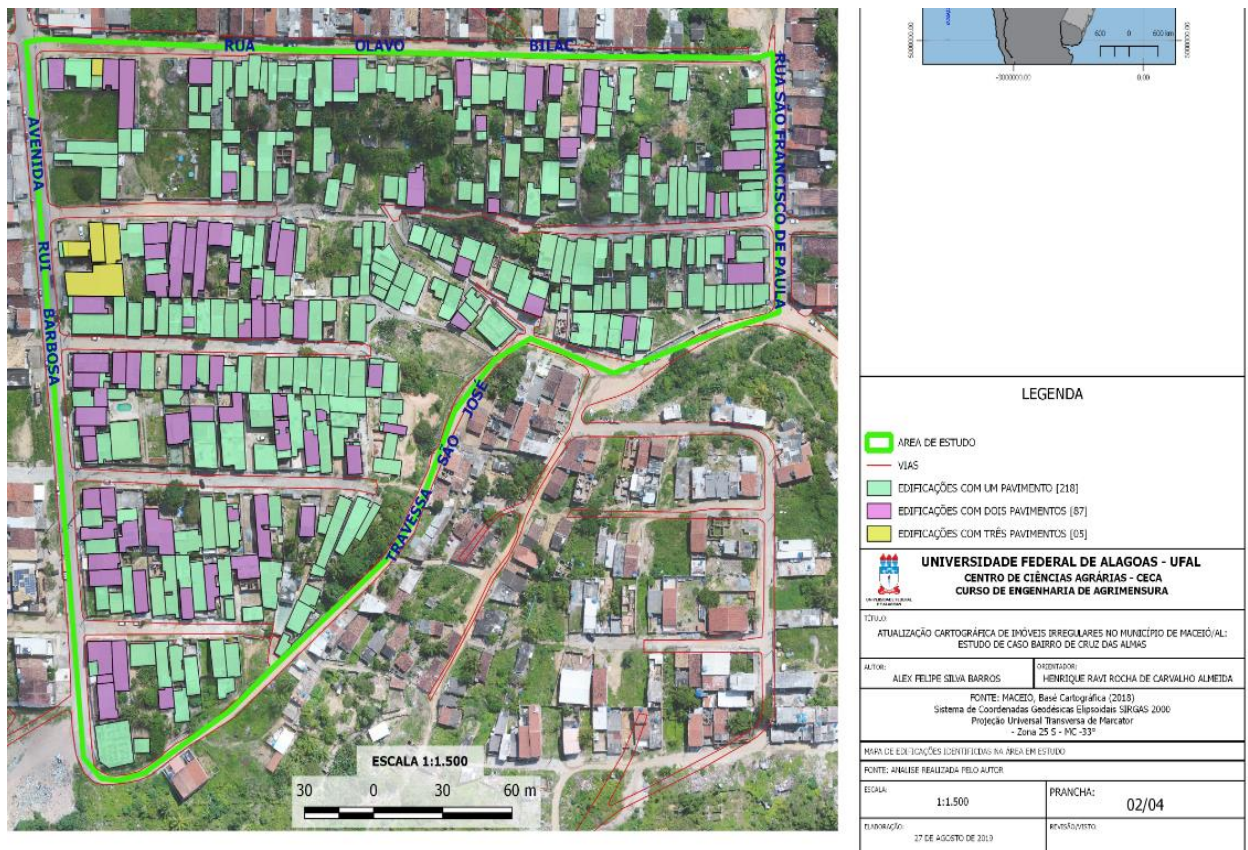 RUA OLAVO BILAC
RUA SÃO FRANCISCO DE PAULA
AVENIDA RUI BARBOSA
TRAVESSA SÃO JOSÉ
ESCALA 1:1.500
30 0 30 60 m
600 0 600 km
0.00
LEGENDA
AREA DE ESTUDO
VIAS
EDIFICAÇÕES COM UM PAVIMENTO [218]
EDIFICAÇÕES COM DOIS PAVIMENTOS [87]
EDIFICAÇÕES COM TRÊS PAVIMENTOS [05]
UNIVERSIDADE FEDERAL DE ALAGOAS - UFAL
CENTRO DE CIÊNCIAS AGRÁRIAS - CECA
CURSO DE ENGENHARIA DE AGRIMENSURA
TÍTULO:
ATUALIZAÇÃO CARTOGRÁFICA DE IMÓVEIS IRREGULARES NO MUNICÍPIO DE MACEIÓ/AL:
ESTUDO DE CASO BAIRRO DE CRUZ DAS ALMAS
AUTOR:
ALEX FELIPE SILVA BARROS
ORIENTADOR:
HENRIQUE RAVI ROCHA DE CARVALHO ALMEIDA
FONTE: MACEIO, Base Cartográfica (2018)
Sistema de Coordenadas Geodésicas Elipsoidais SIRGAS 2000
Projeção Universal Transversa de Marcator
- Zona 25 S - MC -33°
MAPA DE EDIFICAÇÕES IDENTIFICIDAS NA ÁREA EM ESTUDO
FONTE: ANALISE REALIZADA PELO AUTOR
ESCALA:
1:1.500
PRANCHA:
02/04
ELABORAÇÃO:
27 DE AGOSTO DE 2019
REVISÃO/VISTO: